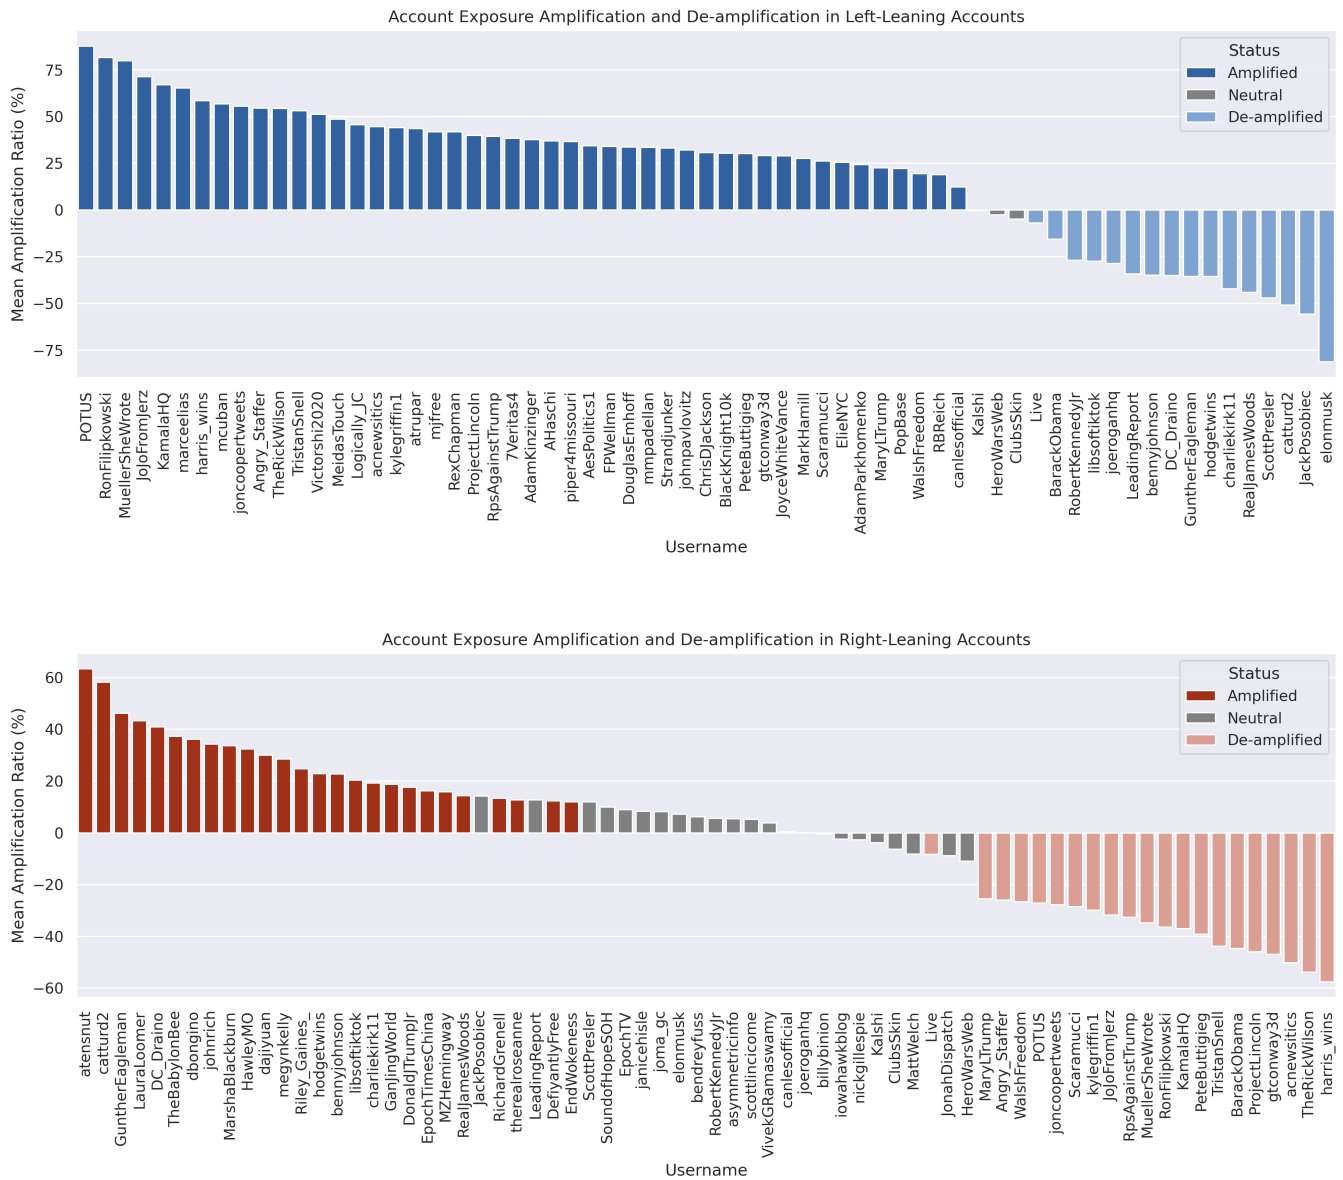 Account Exposure Amplification and De-amplification in Left-Leaning Accounts
Mean Amplification Ratio (%)
75
50
25
0
−25
−50
−75
Status
Amplified
Neutral
De-amplified
POTUS
RonFilipkowski
MuellerSheWrote
JoJoFromJerz
KamalaHQ
marceelias
harris_wins
mcuban
joncoopertweets
Angry_Staffer
TheRickWilson
TristanSnell
Victorshi2020
MeidasTouch
Logically_JC
acnewsitics
kylegriffin1
atrupar
mjfree
RexChapman
ProjectLincoln
RpsAgainstTrump
7Veritas4
AdamKinzinger
AHaschi
piper4missouri
AesPolitics1
FPWellman
DouglasEmhoff
mmpadellan
Strandjunker
johnpavlovitz
ChrisDJackson
BlackKnight10k
PeteButtigieg
gtconway3d
JoyceWhiteVance
MarkHamill
Scaramucci
ElieNYC
AdamParkhomenko
MaryLTrump
PopBase
WalshFreedom
RBReich
canlesofficial
Kalshi
HeroWarsWeb
ClubsSkin
Live
BarackObama
RobertKennedyJr
libsoftiktok
joeroganhq
LeadingReport
bennyjohnson
DC_Draino
GuntherEagleman
hodgetwins
charliekirk11
RealJamesWoods
ScottPresler
catturd2
JackPosobiec
elonmusk
Username
Account Exposure Amplification and De-amplification in Right-Leaning Accounts
Mean Amplification Ratio (%)
60
40
20
0
−20
−40
−60
Status
Amplified
Neutral
De-amplified
atensnut
catturd2
GuntherEagleman
LauraLoomer
DC_Draino
TheBabylonBee
dbongino
johnrich
MarshaBlackburn
HawleyMO
dajiyuan
megynkelly
Riley_Gaines_
hodgetwins
bennyjohnson
libsoftiktok
charliekirk11
GanJingWorld
DonaldJTrumpJr
EpochTimesChina
MZHemingway
RealJamesWoods
JackPosobiec
RichardGrenell
therealroseanne
LeadingReport
DefiyantlyFree
EndWokeness
ScottPresler
SoundofHopeSOH
EpochTV
janicehisle
joma_gc
elonmusk
bendreyfuss
RobertKennedyJr
asymmetricinfo
scottlincicome
VivekGRamaswamy
canlesofficial
joeroganhq
billybinion
iowahawkblog
nickgillespie
Kalshi
ClubsSkin
MattWelch
Live
JonahDispatch
HeroWarsWeb
MaryLTrump
Angry_Staffer
WalshFreedom
POTUS
joncoopertweets
Scaramucci
kylegriffin1
JoJoFromJerz
RpsAgainstTrump
MuellerSheWrote
RonFilipkowski
KamalaHQ
PeteButtigieg
TristanSnell
BarackObama
ProjectLincoln
gtconway3d
acnewsitics
TheRickWilson
harris_wins
Username